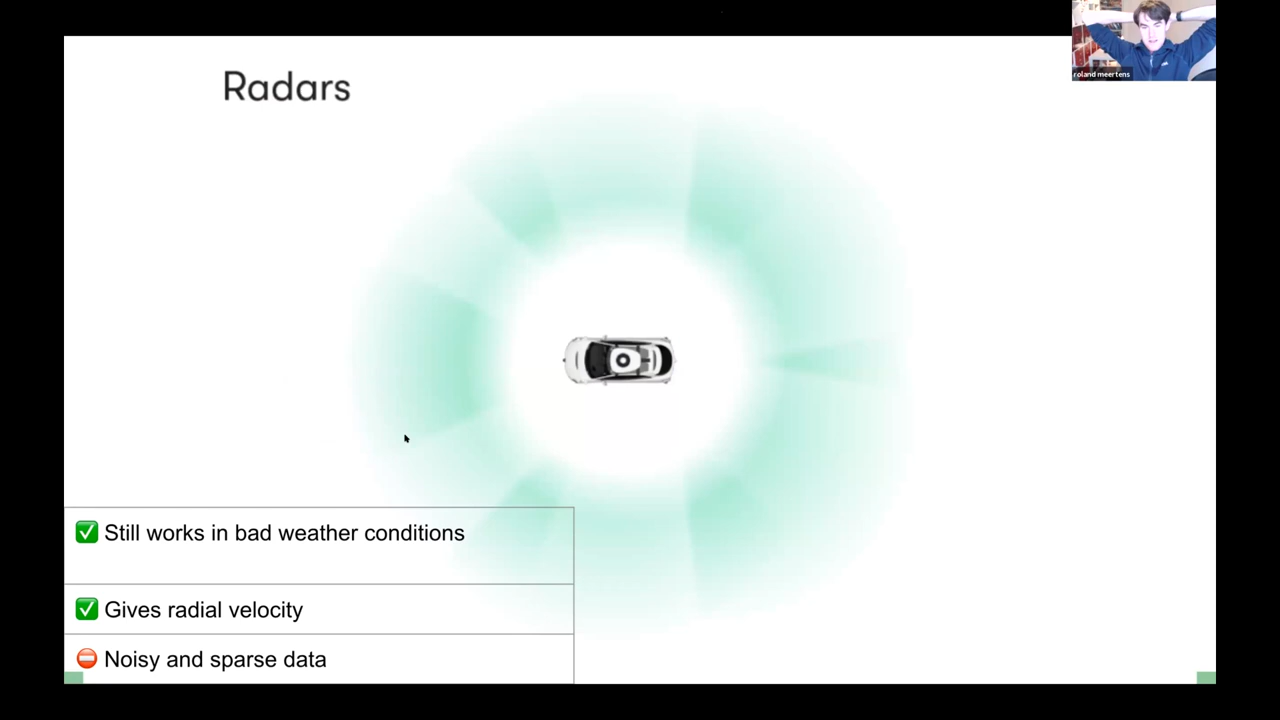 Radars
roland meertens
✅ Still works in bad weather conditions
✅ Gives radial velocity
⛔ Noisy and sparse data